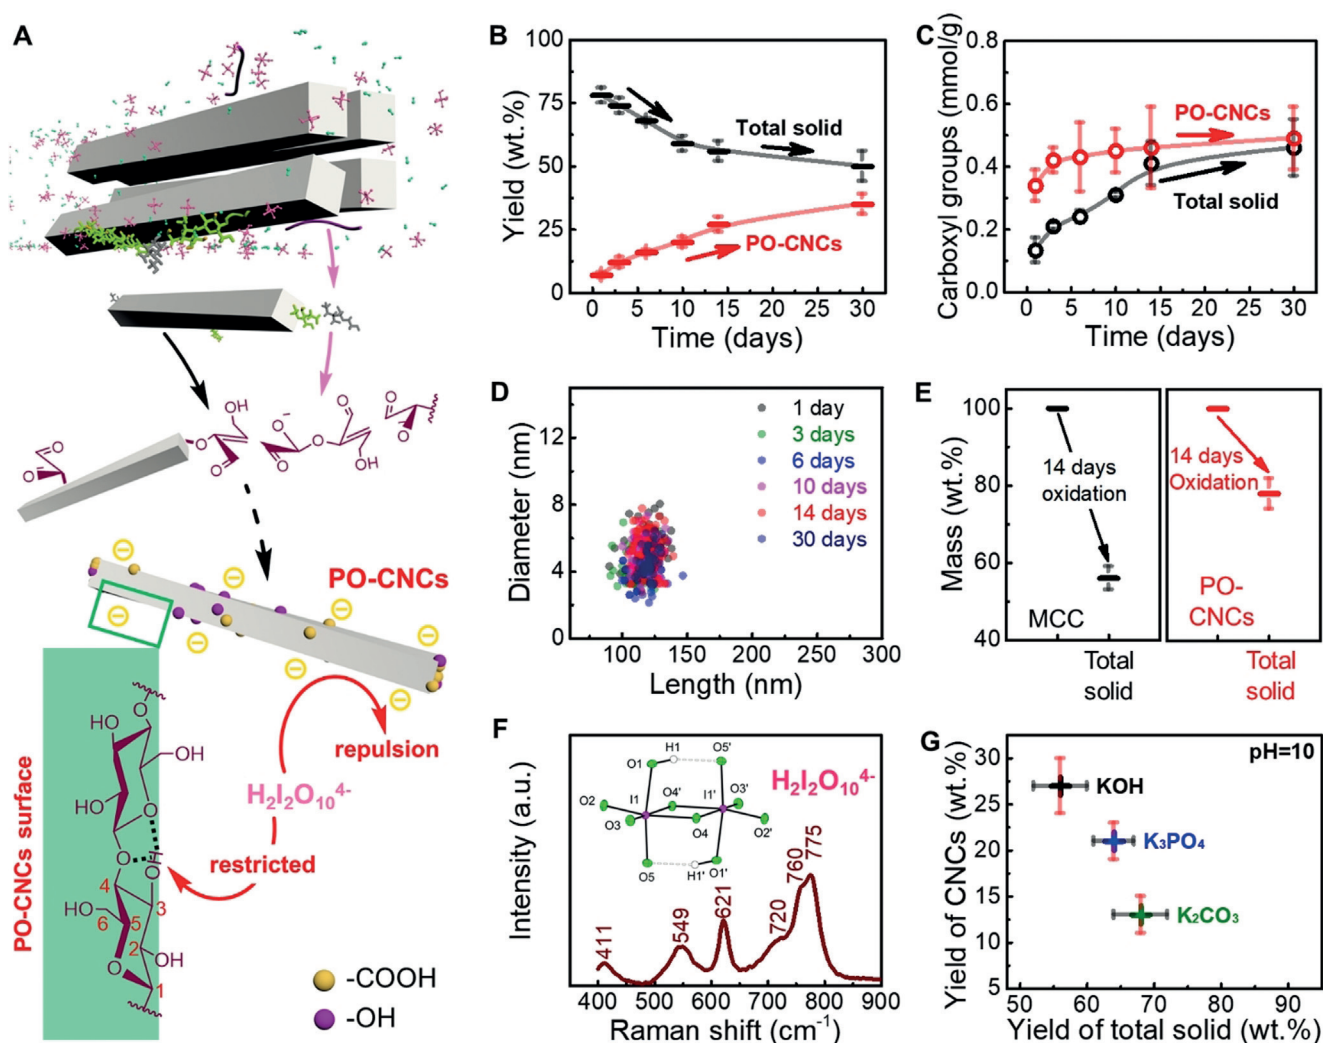 A
O
OH
O
O
OH
O
O
O
O
O
PO-CNCs
repulsion
H₂I₂O₁₀⁴⁻
restricted
PO-CNCs surface
HO
O
OH
HO
O
O
OH
O
4
HO
6
5
3
2
OH
O
1
-COOH
-OH
B
Yield (wt.%)
100
75
50
25
0
Total solid
PO-CNCs
0 5 10 15 20 25 30
Time (days)
C
Carboxyl groups (mmol/g)
0.8
0.6
0.4
0.2
0.0
PO-CNCs
Total solid
0 5 10 15 20 25 30
Time (days)
D
Diameter (nm)
12
8
4
0
1 day
3 days
6 days
10 days
14 days
30 days
100 150 200 250 300
Length (nm)
E
Mass (wt.%)
100
80
60
40
14 days
oxidation
MCC
Total
solid
14 days
Oxidation
PO-
CNCs
Total
solid
F
Intensity (a.u.)
H1
O5'
O1
H₂I₂O₁₀⁴⁻
O2
I1
O4'
I1'
O3'
O3
O4
O2'
O5
H1'
O1'
411
549
621
720
760
775
400 500 600 700 800 900
Raman shift (cm⁻¹)
G
pH=10
Yield of CNCs (wt.%)
30
25
20
15
10
5
KOH
K₃PO₄
K₂CO₃
50 60 70 80 90
Yield of total solid (wt.%)